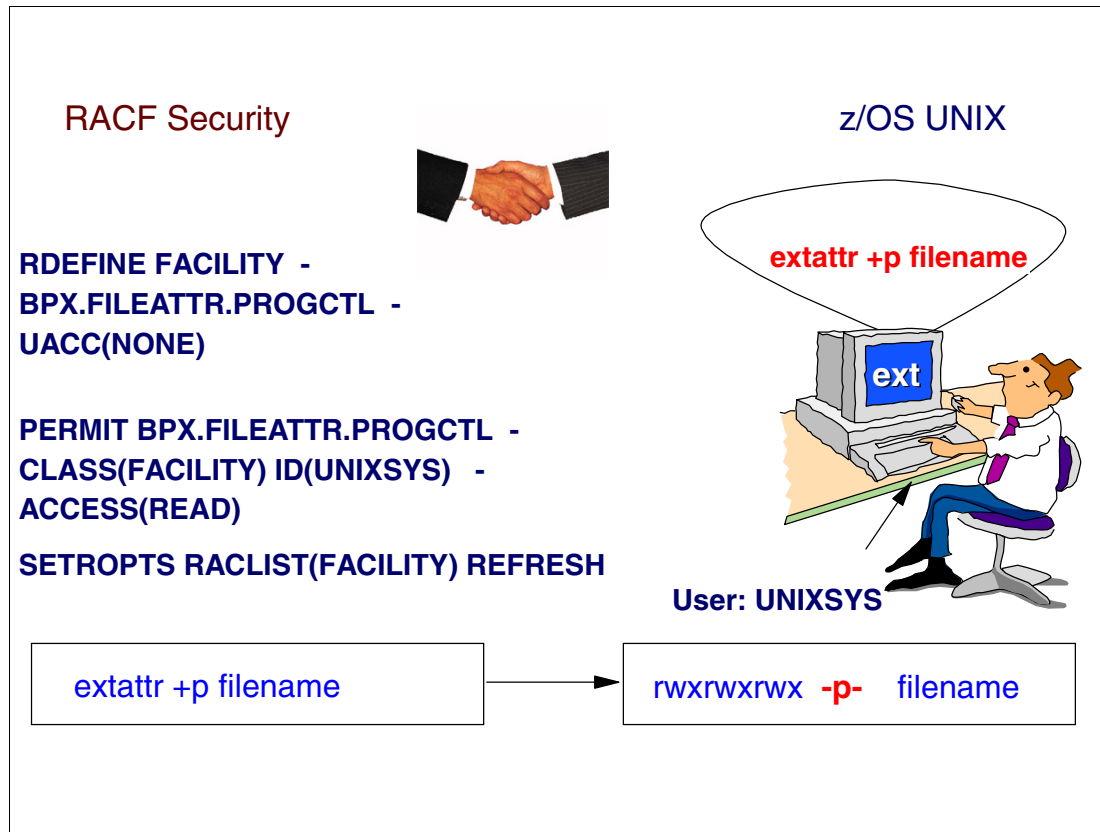 RACF Security
z/OS UNIX
RDEFINE FACILITY -
BPX.FILEATTR.PROGCTL -
UACC(NONE)
PERMIT BPX.FILEATTR.PROGCTL -
CLASS(FACILITY) ID(UNIXSYS) -
ACCESS(READ)
SETROPTS RACLIST(FACILITY) REFRESH
extattr +p filename
ext
User: UNIXSYS
extattr +p filename
rwxrwxrwx -p- filename